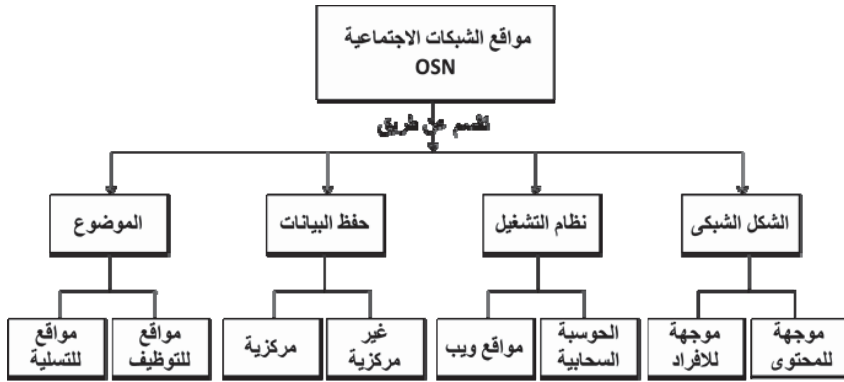 مواقع الشبكات الاجتماعية
OSN
تقسم عن طريق
الشكل الشبكى
نظام التشغيل
حفظ البيانات
الموضوع
موجهة
للمحتوى
موجهة
للافراد
الحوسبة
السحابية
مواقع ويب
غير
مركزية
مركزية
مواقع
للتوظيف
مواقع
للتسلية